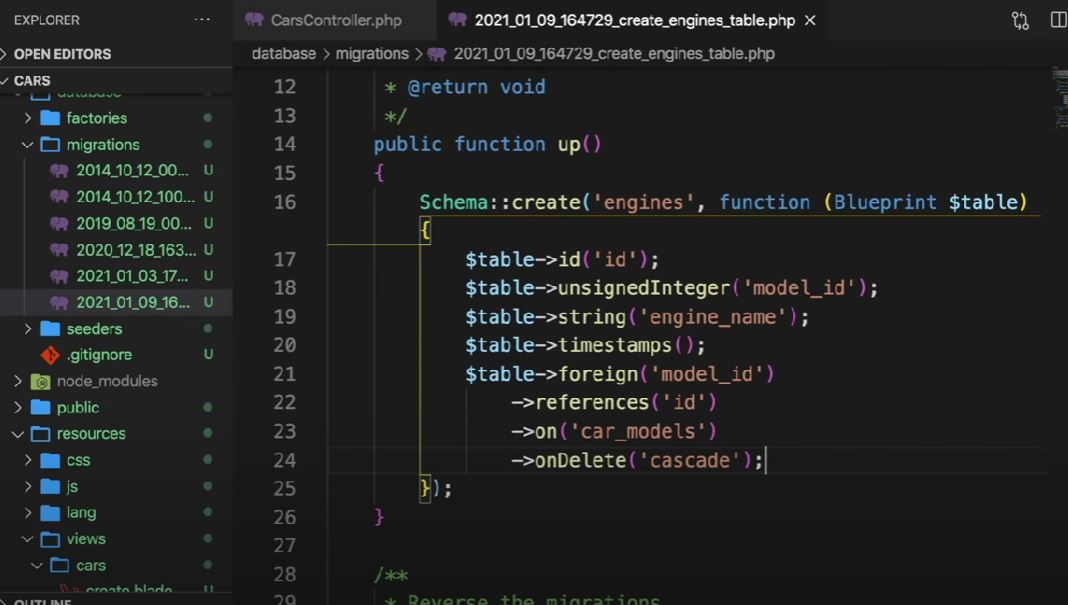 EXPLORER ...
OPEN EDITORS
CARS
database
factories
migrations
2014_10_12_00... U
2014_10_12_100... U
2019_08_19_00... U
2020_12_18_163... U
2021_01_03_17... U
2021_01_09_16... U
seeders
.gitignore U
node_modules
public
resources
css
js
lang
views
cars
create.blade... U
OUTLINE
CarsController.php 2021_01_09_164729_create_engines_table.php ×
database > migrations > 2021_01_09_164729_create_engines_table.php
12 * @return void
13 */
14 public function up()
15 {
16 Schema::create('engines', function (Blueprint $table)
{
17 $table->id('id');
18 $table->unsignedInteger('model_id');
19 $table->string('engine_name');
20 $table->timestamps();
21 $table->foreign('model_id')
22 ->references('id')
23 ->on('car_models')
24 ->onDelete('cascade');
25 });
26 }
27
28 /**
29 * Reverse the migrations